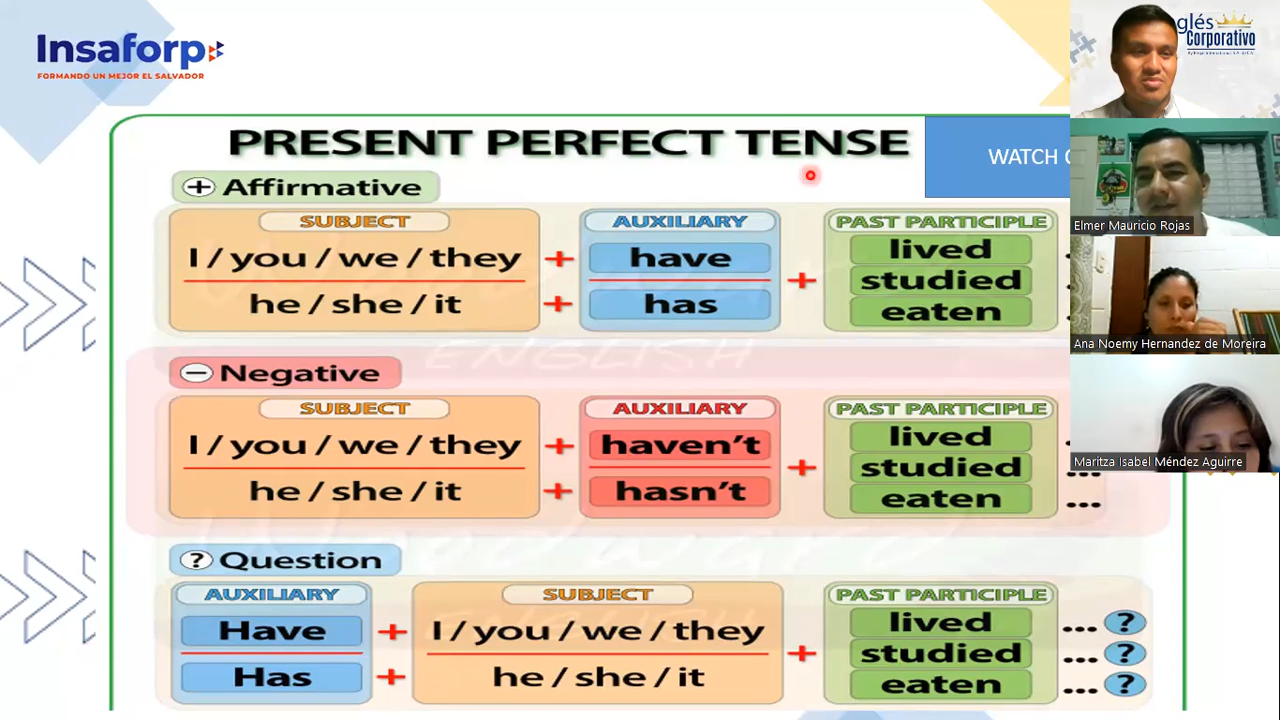 Insaforp
FORMANDO UN MEJOR EL SALVADOR
glés
Corporativo
PRESENT PERFECT TENSE
WATCH
+ Affirmative
SUBJECT
AUXILIARY
PAST PARTICIPLE
I / you / we / they
+
have
lived
he / she / it
+
has
+
studied
eaten
ENGLISH
− Negative
SUBJECT
AUXILIARY
PAST PARTICIPLE
I / you / we / they
+
haven't
lived
he / she / it
+
hasn't
+
studied
...
eaten
...
? Question
AUXILIARY
SUBJECT
PAST PARTICIPLE
Have
+
I / you / we / they
lived
... ?
Has
+
he / she / it
+
studied
... ?
eaten
... ?
Elmer Mauricio Rojas
Ana Noemy Hernandez de Moreira
Maritza Isabel Méndez Aguirre